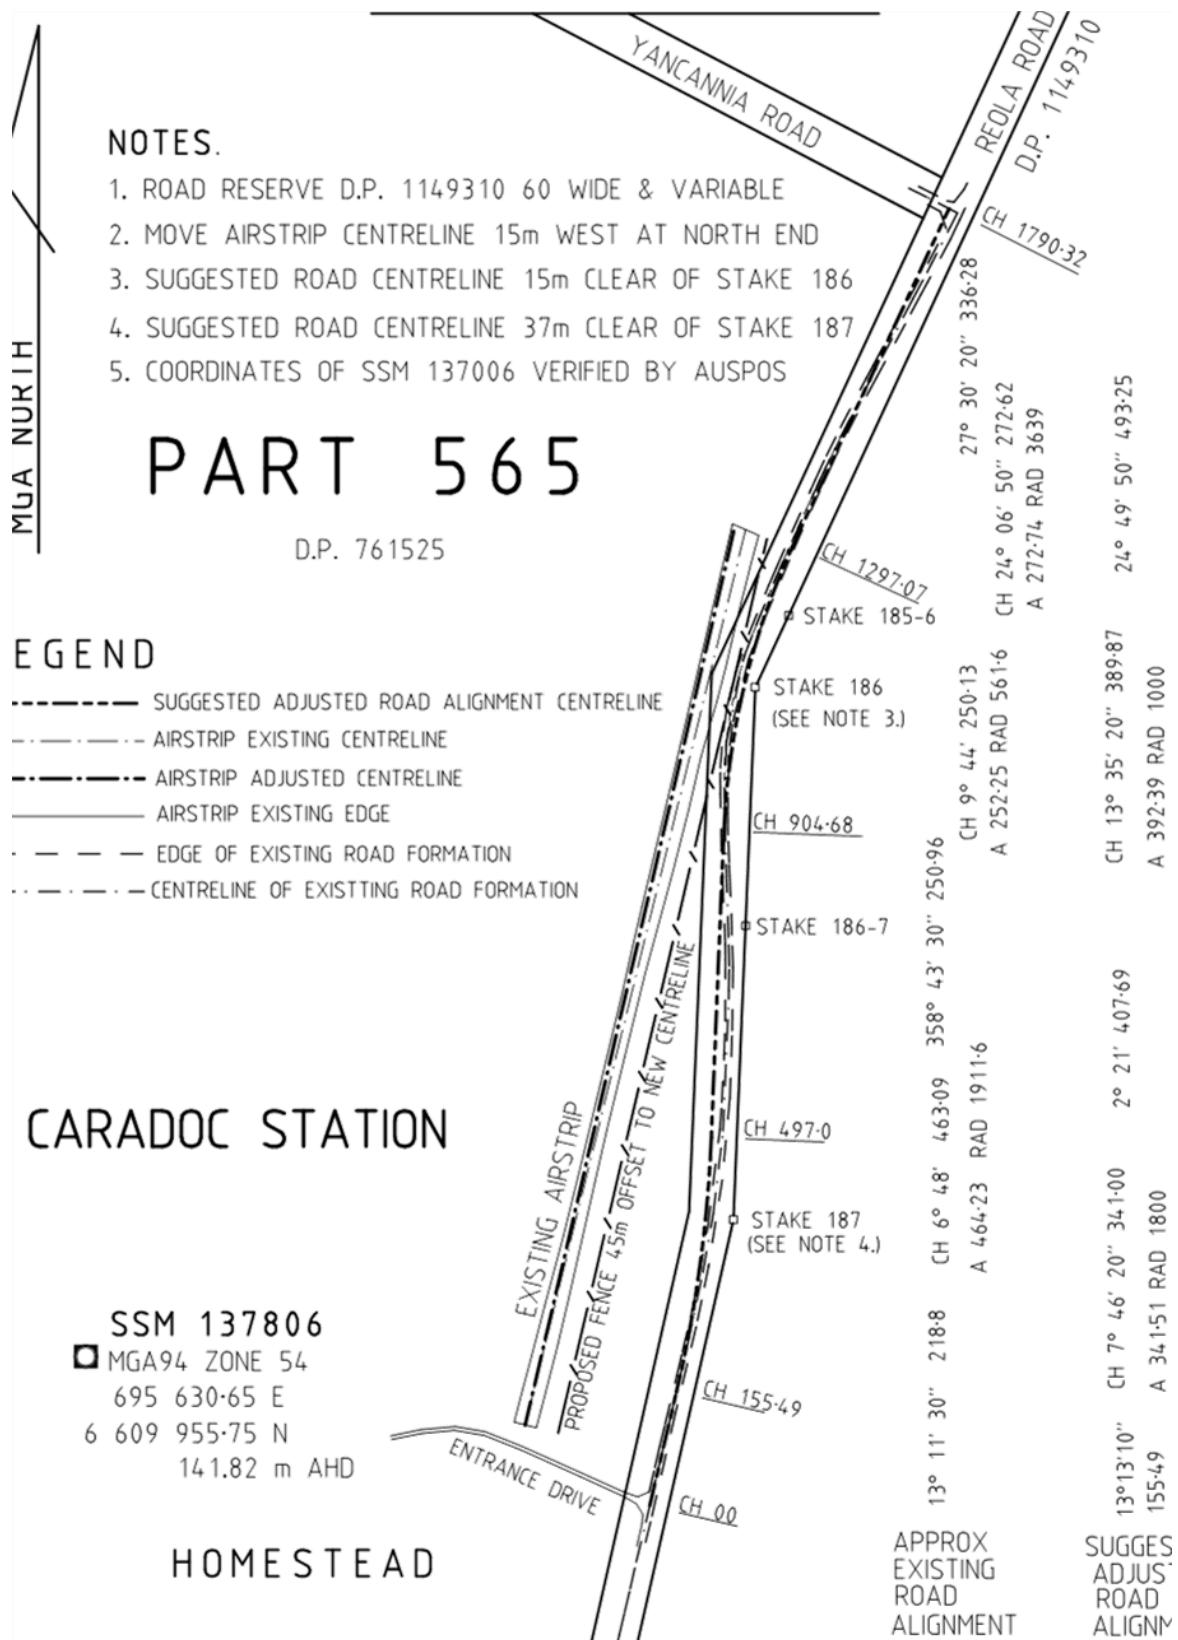 YANCANNIA ROAD
REOLA ROAD
D.P. 1149310
MGA NORTH
NOTES.
1. ROAD RESERVE D.P. 1149310 60 WIDE & VARIABLE
2. MOVE AIRSTRIP CENTRELINE 15m WEST AT NORTH END
3. SUGGESTED ROAD CENTRELINE 15m CLEAR OF STAKE 186
4. SUGGESTED ROAD CENTRELINE 37m CLEAR OF STAKE 187
5. COORDINATES OF SSM 137006 VERIFIED BY AUSPOS
PART 565
D.P. 761525
EGEND
SUGGESTED ADJUSTED ROAD ALIGNMENT CENTRELINE
AIRSTRIP EXISTING CENTRELINE
AIRSTRIP ADJUSTED CENTRELINE
AIRSTRIP EXISTING EDGE
EDGE OF EXISTING ROAD FORMATION
CENTRELINE OF EXISTTING ROAD FORMATION
CARADOC STATION
SSM 137806
MGA94 ZONE 54
695 630·65 E
6 609 955·75 N
141.82 m AHD
HOMESTEAD
ENTRANCE DRIVE
EXISTING AIRSTRIP
PROPOSED FENCE 45m OFFSET TO NEW CENTRELINE
CH 1790·32
CH 1297·07
STAKE 185-6
STAKE 186
(SEE NOTE 3.)
CH 904·68
STAKE 186-7
CH 497·0
STAKE 187
(SEE NOTE 4.)
CH 155·49
CH 00
27° 30' 20" 336·28
CH 24° 06' 50" 272·62
A 272·74 RAD 3639
CH 9° 44' 250·13
A 252·25 RAD 561·6
358° 43' 30" 250·96
CH 6° 48' 463·09
A 464·23 RAD 1911·6
13° 11' 30" 218·8
APPROX
EXISTING
ROAD
ALIGNMENT
24° 49' 50" 493·25
CH 13° 35' 20" 389·87
A 392·39 RAD 1000
2° 21' 407·69
CH 7° 46' 20" 341·00
A 341·51 RAD 1800
13°13'10"
155·49
SUGGES
ADJUS
ROAD
ALIGNM